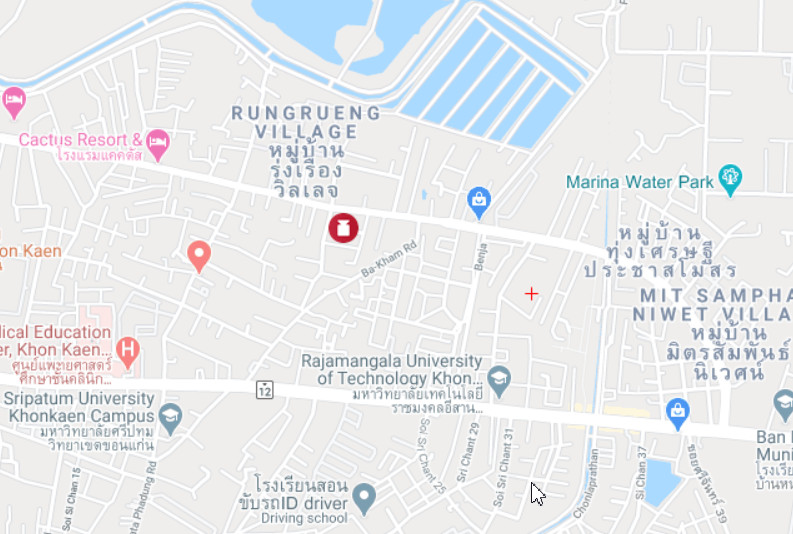 RUNGRUENG
VILLAGE
หมู่บ้าน
รุ่งเรือง
วิลเลจ
Cactus Resort &
โรงแรมแคคตัส
Marina Water Park
หมู่บ้าน
ทุ่งเศรษฐี
ประชาสโมสร
on Kaen
Ba-Kham Rd
Benja
MIT SAMPHA
NIWET VILLA
หมู่บ้าน
มิตรสัมพันธ์
นิเวศน์
lical Education
er, Khon Kaen...
ศูนย์แพทยศาสตร์
ศึกษาชั้นคลินิก...
Rajamangala University
of Technology Khon...
มหาวิทยาลัยเทคโนโลยี
ราชมงคลอีสาน...
12
Sripatum University
Khonkaen Campus
มหาวิทยาลัยศรีปทุม
วิทยาเขตขอนแก่น
Soi Sri Chant 25
Sri Chant 29
Soi Sri Chant 31
Chonlaprathan
Si Chan 37
ซอยศรีจันทร์ 39
Ban
Muni
โรงเรีย
บ้านห
โรงเรียนสอน
ขับรถID driver
Driving school
Soi Soi Chant 15
ata Phadung Rd